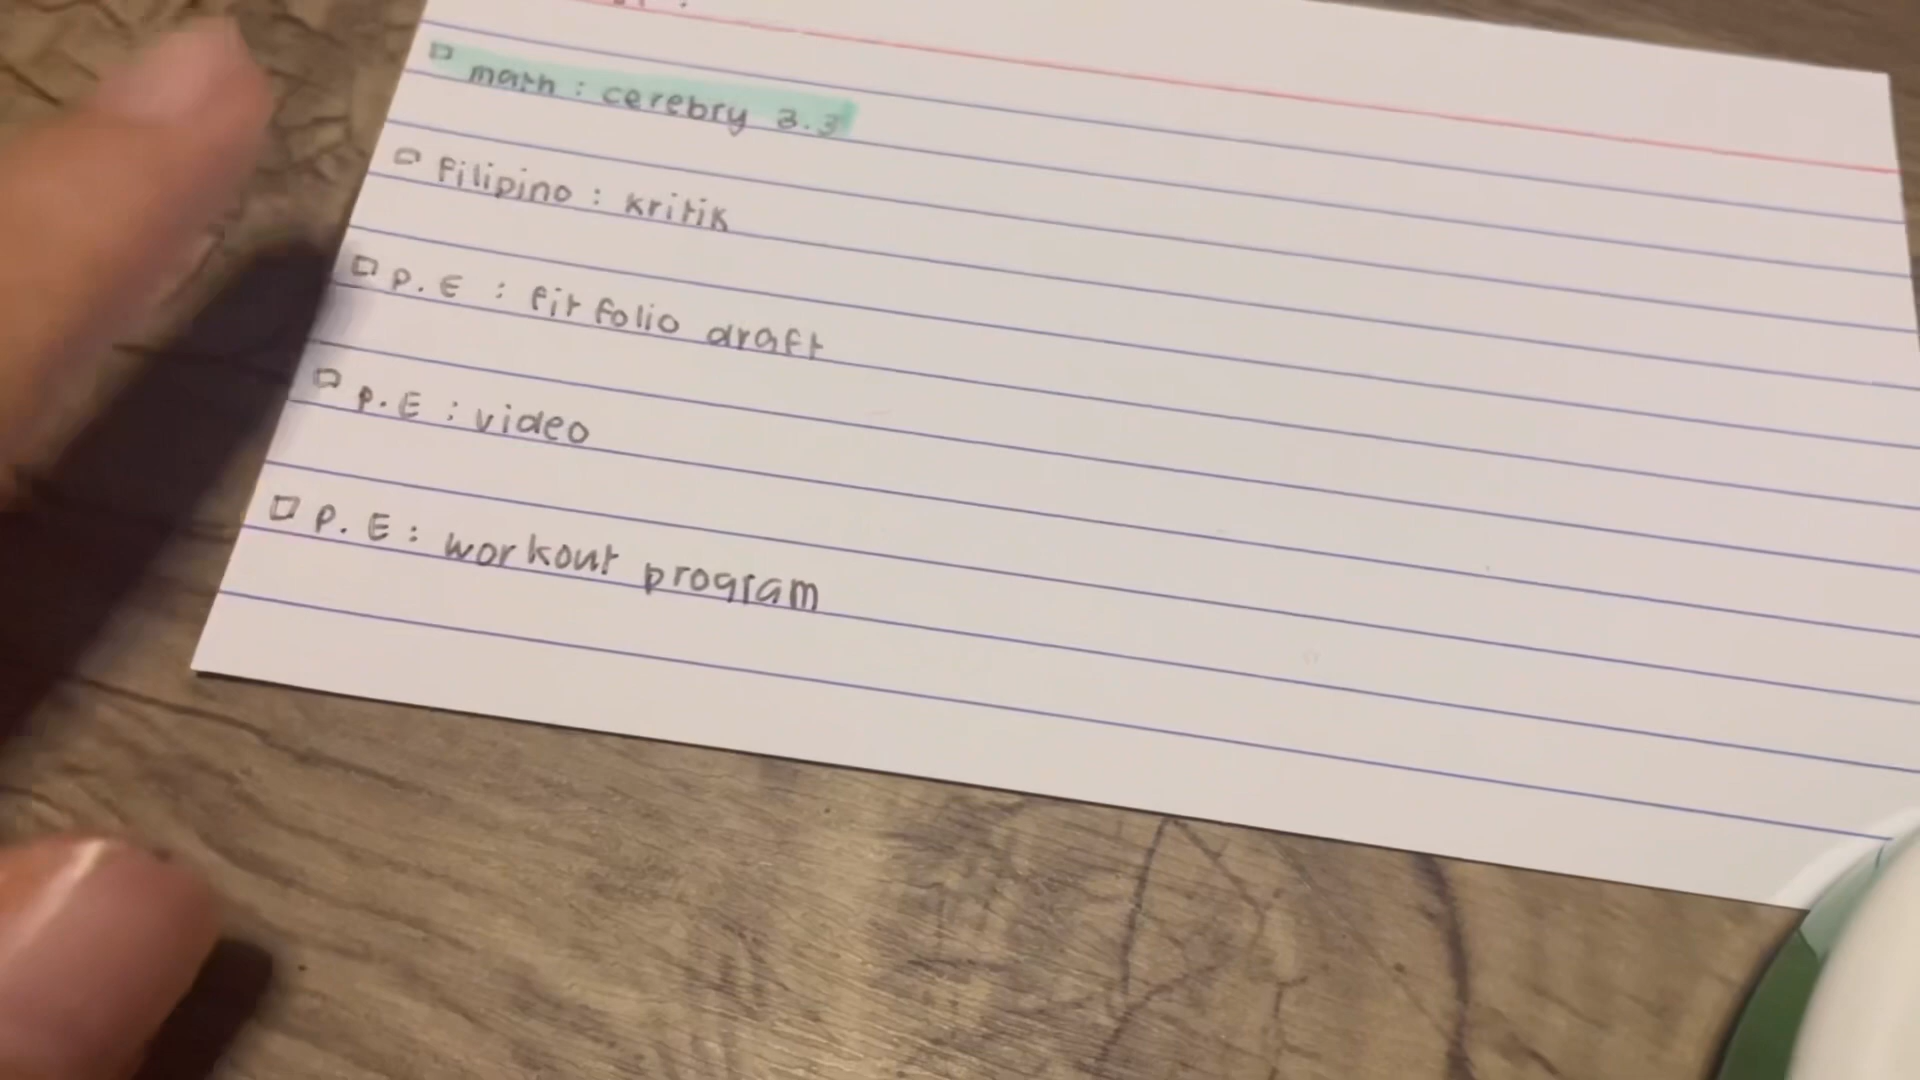 math : cerebry 3.3
Filipino : kritik
P.E : fit folio draft
P.E : video
P.E : workout program